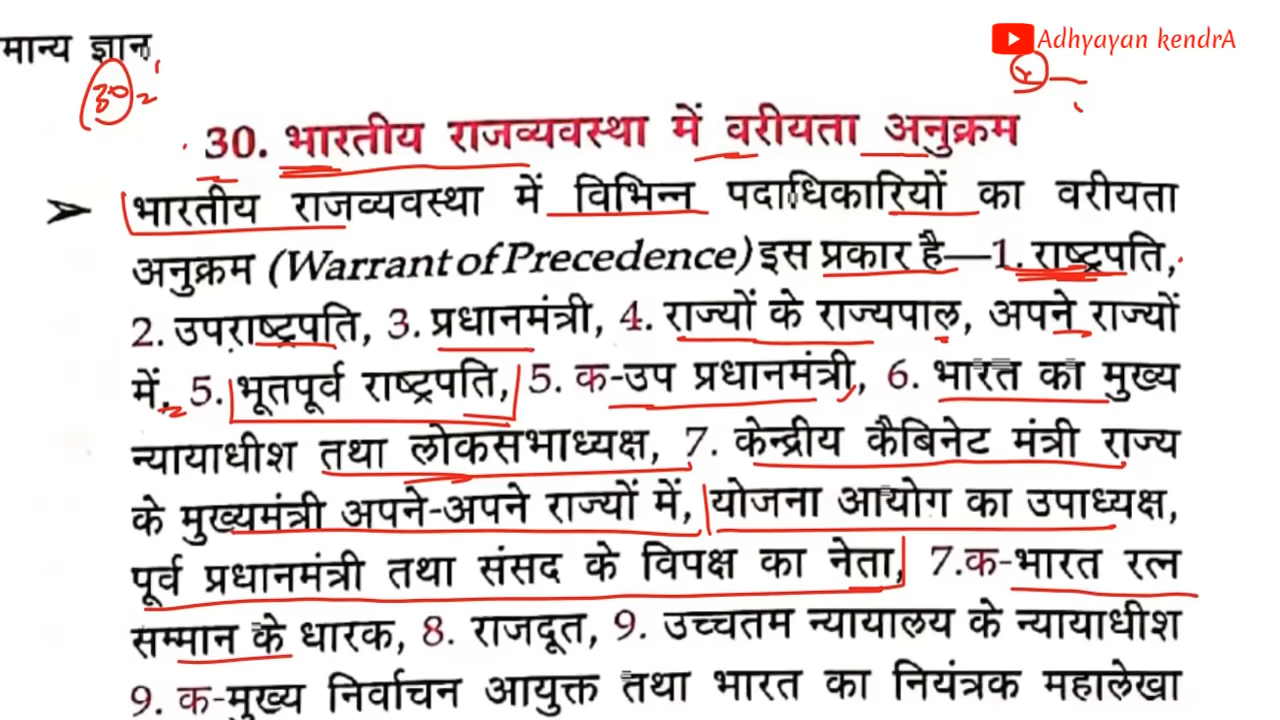 मान्य ज्ञान
Adhyayan kendrA
30
30. भारतीय राजव्यवस्था में वरीयता अनुक्रम
➤ भारतीय राजव्यवस्था में विभिन्न पदाधिकारियों का वरीयता
अनुक्रम (Warrant of Precedence) इस प्रकार है—1. राष्ट्रपति,
2. उपराष्ट्रपति, 3. प्रधानमंत्री, 4. राज्यों के राज्यपाल, अपने राज्यों
में, 5. भूतपूर्व राष्ट्रपति, 5. क-उप प्रधानमंत्री, 6. भारत का मुख्य
न्यायाधीश तथा लोकसभाध्यक्ष, 7. केन्द्रीय कैबिनेट मंत्री राज्य
के मुख्यमंत्री अपने-अपने राज्यों में, योजना आयोग का उपाध्यक्ष,
पूर्व प्रधानमंत्री तथा संसद के विपक्ष का नेता, 7.क-भारत रत्न
सम्मान के धारक, 8. राजदूत, 9. उच्चतम न्यायालय के न्यायाधीश
9. क-मुख्य निर्वाचन आयुक्त तथा भारत का नियंत्रक महालेखा